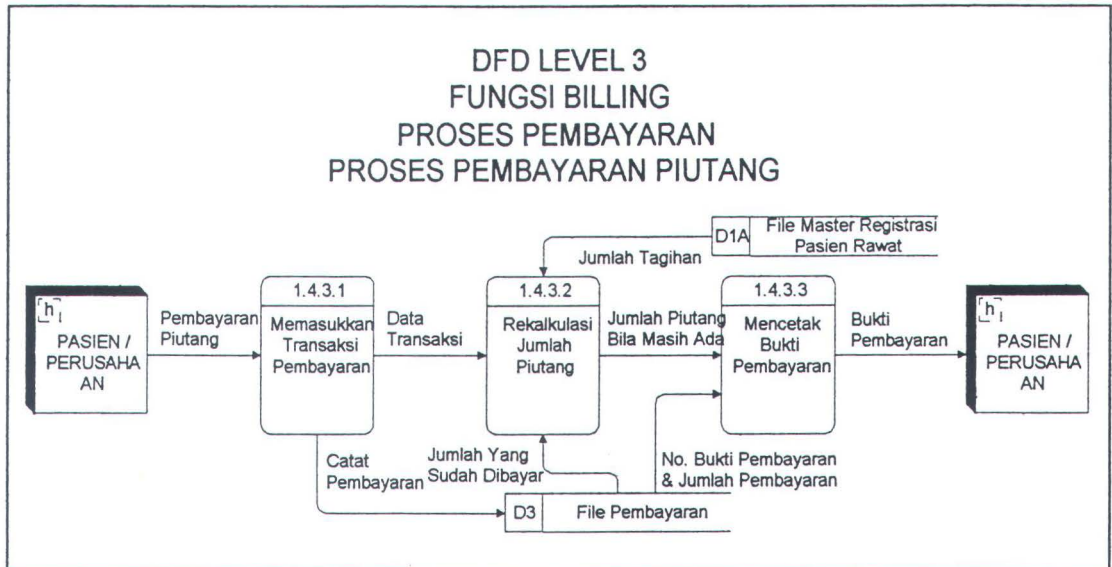 DFD LEVEL 3
FUNGSI BILLING
PROSES PEMBAYARAN
PROSES PEMBAYARAN PIUTANG
D1A
File Master Registrasi
Pasien Rawat
Jumlah Tagihan
h
PASIEN /
PERUSAHA
AN
Pembayaran
Piutang
1.4.3.1
Memasukkan
Transaksi
Pembayaran
Data
Transaksi
1.4.3.2
Rekalkulasi
Jumlah
Piutang
Jumlah Piutang
Bila Masih Ada
1.4.3.3
Mencetak
Bukti
Pembayaran
Bukti
Pembayaran
h
PASIEN /
PERUSAHA
AN
Catat
Pembayaran
Jumlah Yang
Sudah Dibayar
No. Bukti Pembayaran
& Jumlah Pembayaran
D3
File Pembayaran